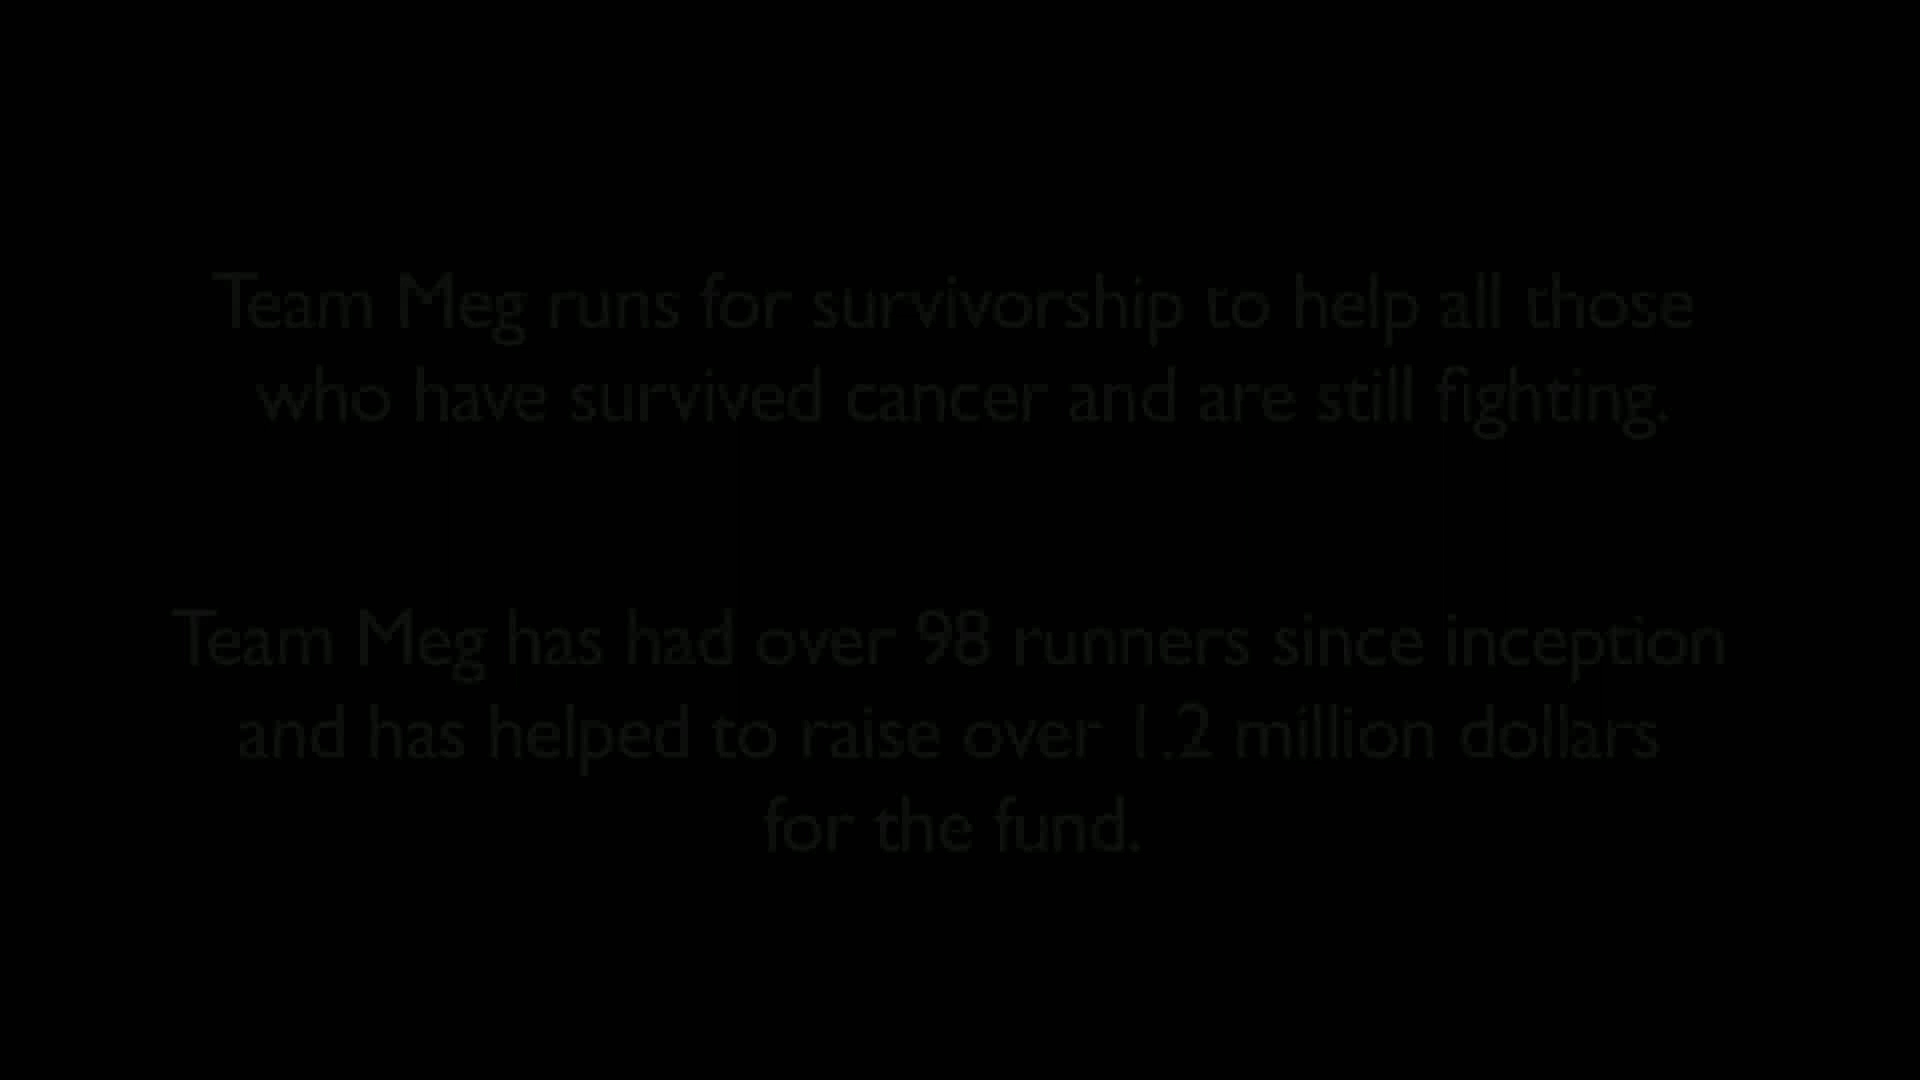 Team Meg runs for survivorship to help all those
who have survived cancer and are still fighting.
Team Meg has had over 98 runners since inception
and has helped to raise over 1.2 million dollars
for the fund.